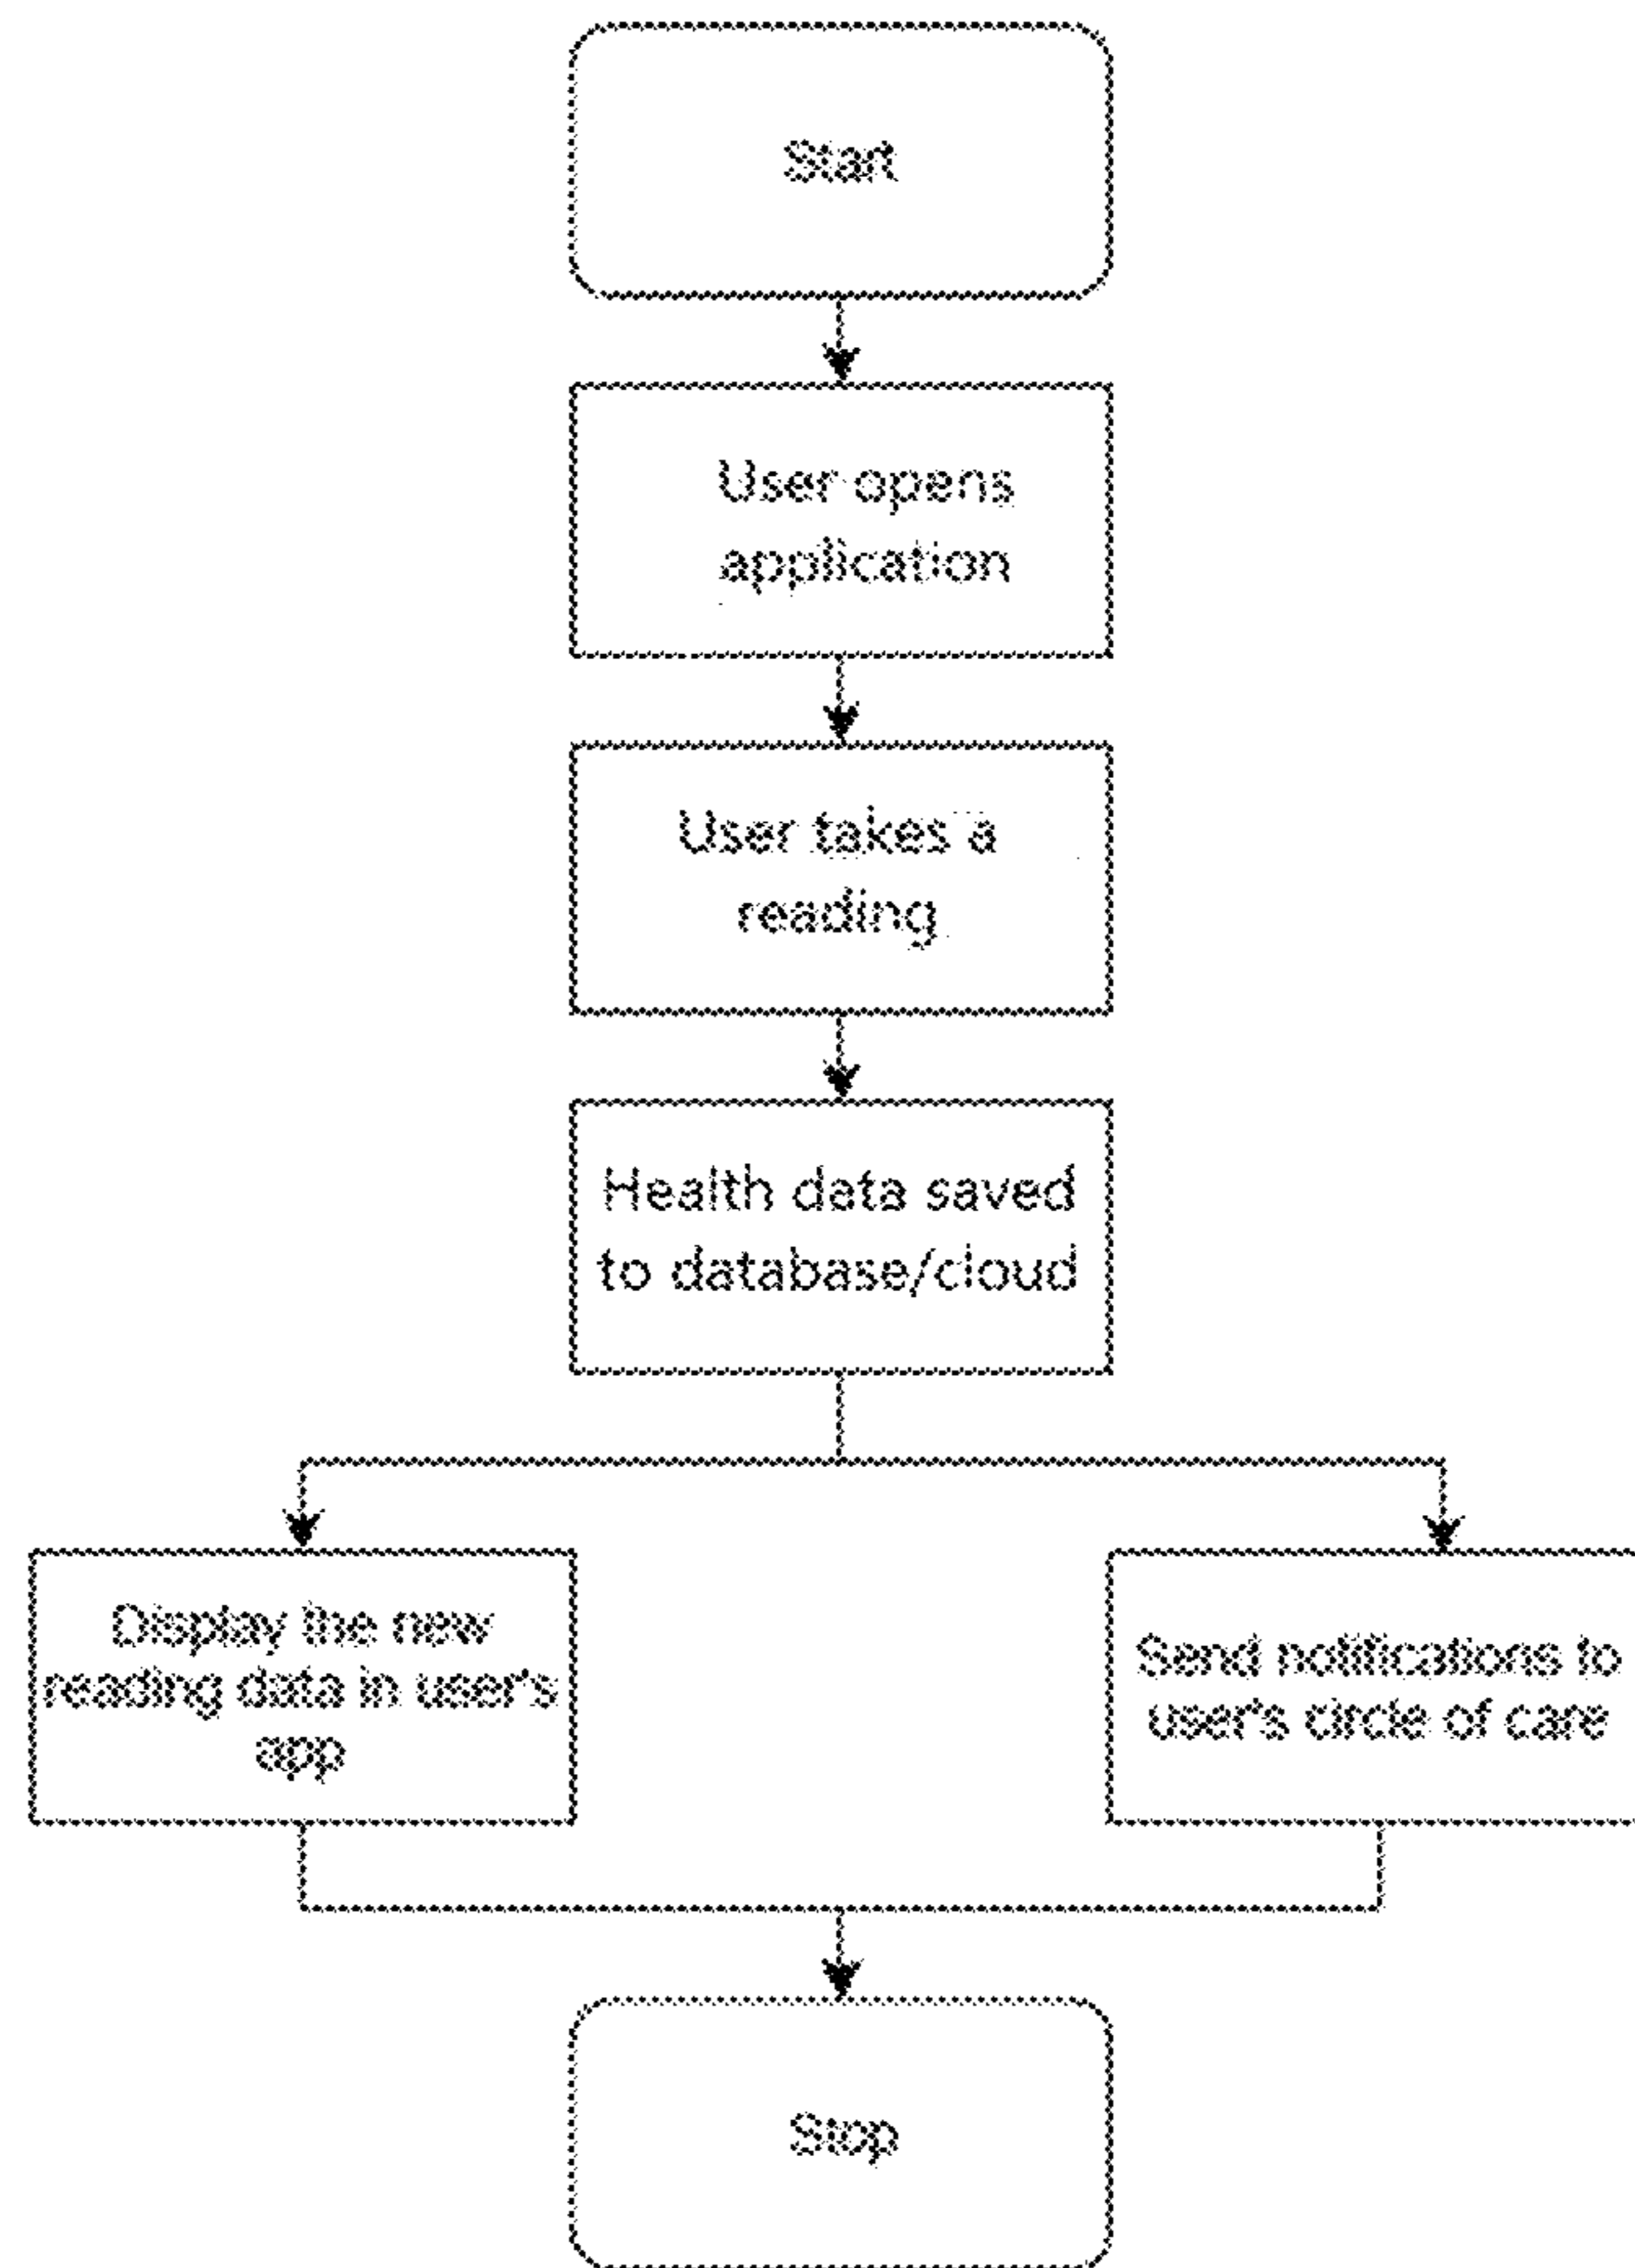 Start
User opens
application
User takes a
reading
Health data saved
to database/cloud
Display the new
reading data in user's
app
Send notifications to
user's circle of care
Stop